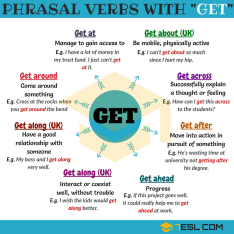 PHRASAL VERBS WITH "GET"
Get at
Manage to gain access to
E.g. I have a lot of money in
my trust fund. I just can't get
at it.
Get about (UK)
Be mobile, physically active
E.g. I can't get about so much
since I hurt my hip.
Get around
Come around
something
E.g. Cross at the rocks when
you get around the bend
Get across
Successfully explain
a thought or feeling
E.g. How can I get this across
to the students?
GET
Get along (UK)
Have a good
relationship with
someone
E.g. My boss and I get along
very well.
Get after
Move into action in
pursuit of something
E.g. He's wasting time at
university not getting after
his degree.
Get along (UK)
Interact or coexist
well, without trouble
E.g. I wish the kids would get
along better.
Get ahead
Progress
E.g. If this project goes well,
it could really help me to get
ahead at work.
7ESL.COM